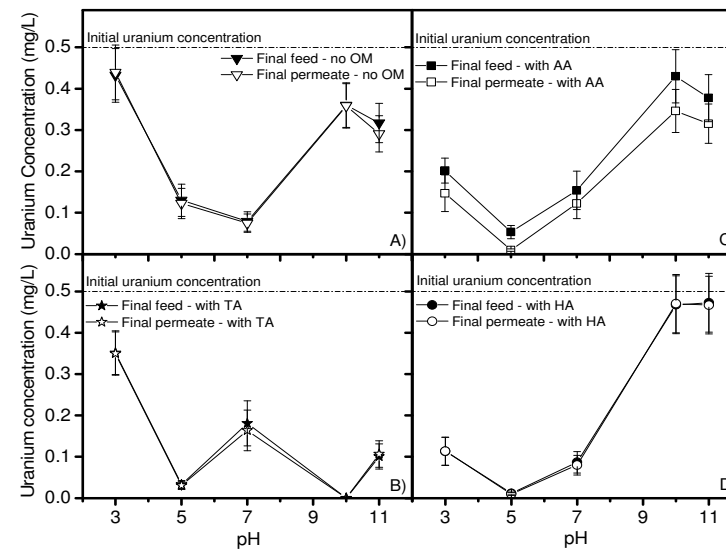 Initial uranium concentration
Final feed - no OM
Final permeate - no OM
A)
0.5
0.4
0.3
0.2
0.1
0.0
Uranium Concentration (mg/L)
Initial uranium concentration
Final feed - with AA
Final permeate - with AA
C)
Initial uranium concentration
Final feed - with TA
Final permeate - with TA
B)
0.5
0.4
0.3
0.2
0.1
0.0
Uranium concentration (mg/L)
3 5 7 9 11
pH
Initial uranium concentration
Final feed - with HA
Final permeate - with HA
D
3 5 7 9 11
pH